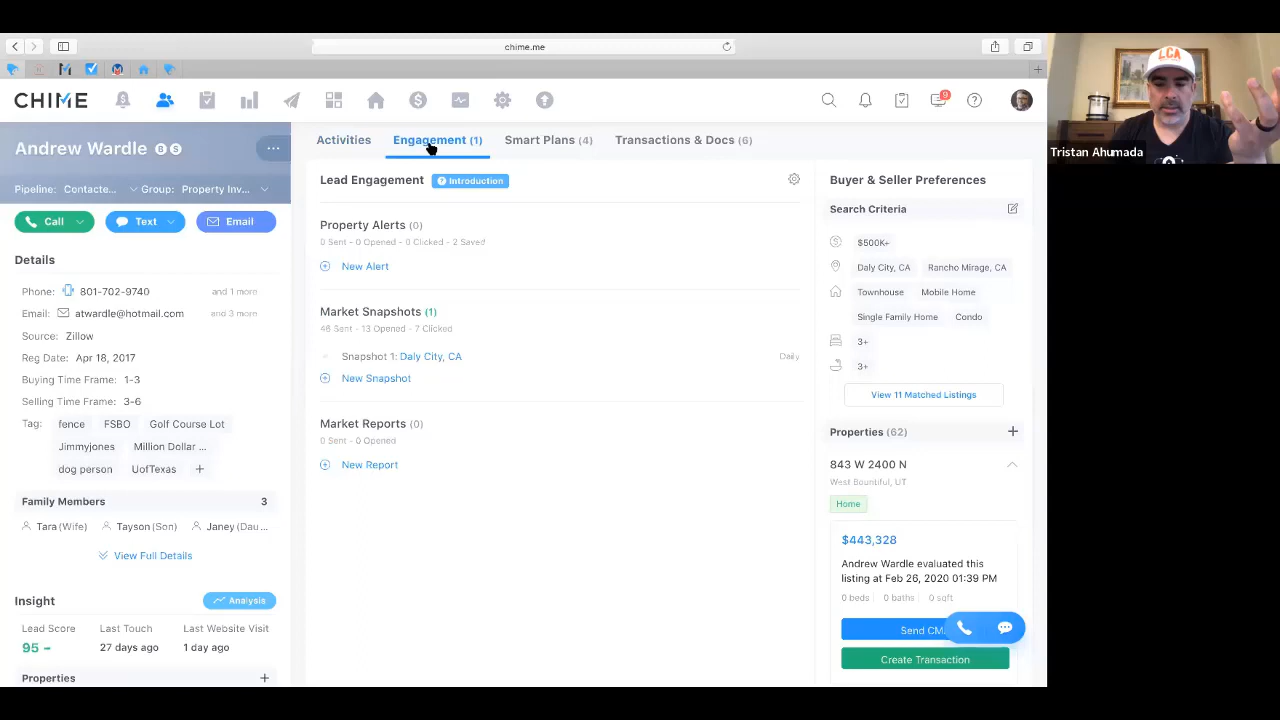 chime.me
CHIME
9
Andrew Wardle B S
Pipeline: Contacte... Group: Property Inv...
Call Text Email
Details
Phone: 801-702-9740 and 1 more
Email: atwardle@hotmail.com and 3 more
Source: Zillow
Reg Date: Apr 18, 2017
Buying Time Frame: 1-3
Selling Time Frame: 3-6
Tag: fence FSBO Golf Course Lot
Jimmyjones Million Dollar ...
dog person UofTexas +
Family Members 3
Tara (Wife) Tayson (Son) Janey (Dau ...
View Full Details
Insight Analysis
Lead Score Last Touch Last Website Visit
95 27 days ago 1 day ago
Properties +
Activities Engagement (1) Smart Plans (4) Transactions & Docs (6)
Lead Engagement Introduction
Property Alerts (0)
0 Sent - 0 Opened - 0 Clicked - 2 Saved
New Alert
Market Snapshots (1)
46 Sent - 13 Opened - 7 Clicked
Snapshot 1: Daly City, CA Daily
New Snapshot
Market Reports (0)
0 Sent - 0 Opened
New Report
Buyer & Seller Preferences
Search Criteria
$500K+
Daly City, CA Rancho Mirage, CA
Townhouse Mobile Home
Single Family Home Condo
3+
3+
View 11 Matched Listings
Properties (62) +
843 W 2400 N
West Bountiful, UT
Home
$443,328
Andrew Wardle evaluated this
listing at Feb 26, 2020 01:39 PM
0 beds 0 baths 0 sqft
Send CM
Create Transaction
LCA
Tristan Ahumada